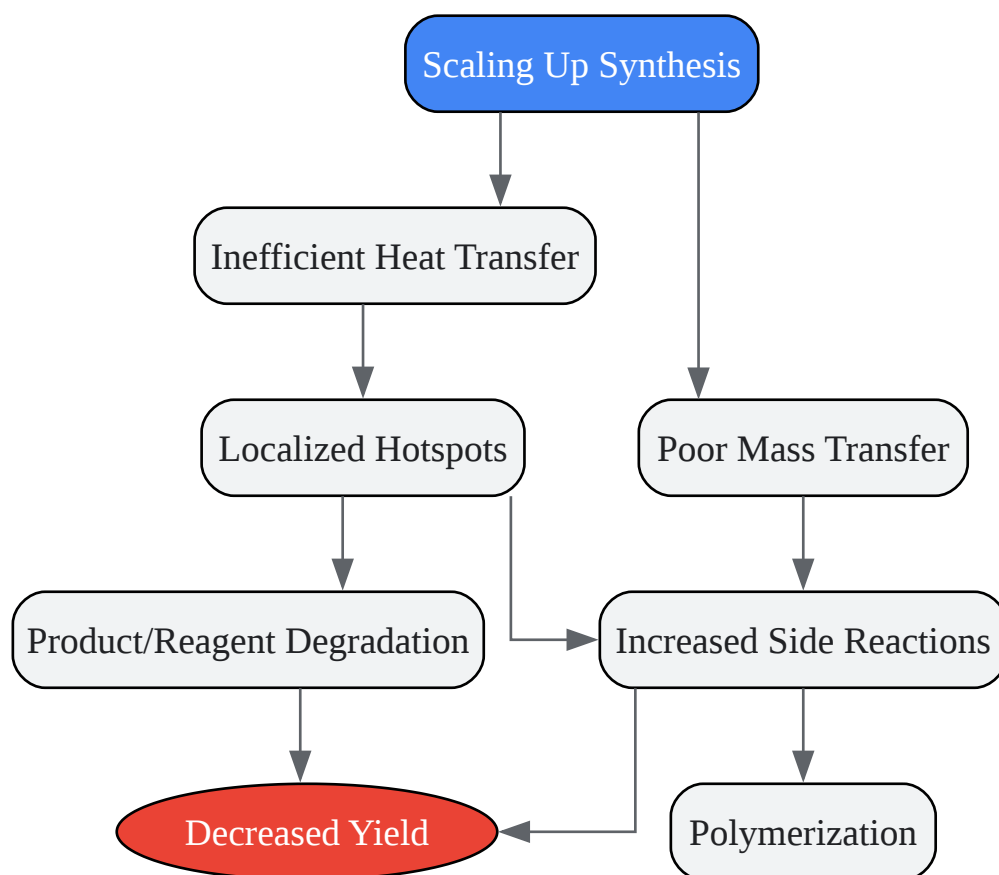 Scaling Up Synthesis
Inefficient Heat Transfer
Localized Hotspots
Poor Mass Transfer
Product/Reagent Degradation
Increased Side Reactions
Decreased Yield
Polymerization